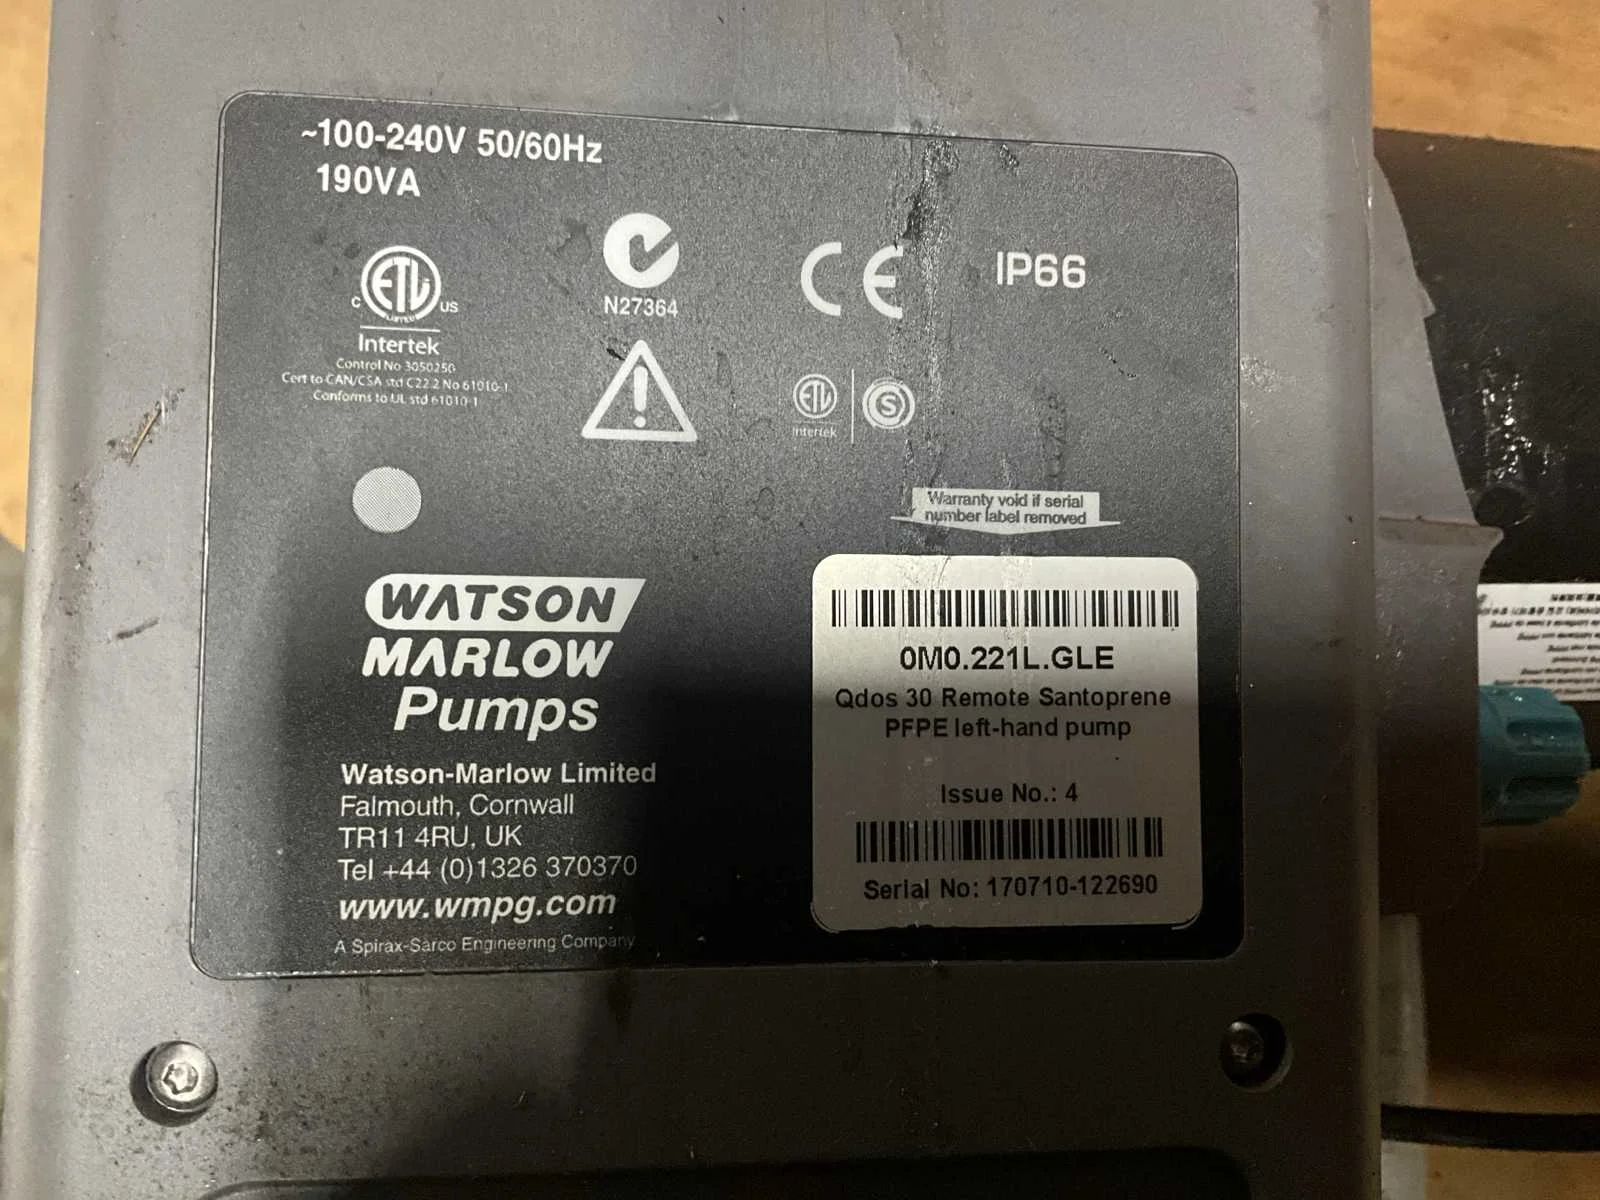 ~100-240V 50/60Hz
190VA
ETL
LISTED
C US
Intertek
Control No 3050250
Cert to CAN/CSA std C22.2 No 61010-1
Conforms to UL std 61010-1
N27364
CE
IP66
ETL
Intertek
S
Warranty void if serial
number label removed
WATSON
MARLOW
Pumps
Watson-Marlow Limited
Falmouth, Cornwall
TR11 4RU, UK
Tel +44 (0)1326 370370
www.wmpg.com
A Spirax-Sarco Engineering Company
0M0.221L.GLE
Qdos 30 Remote Santoprene
PFPE left-hand pump
Issue No.: 4
Serial No: 170710-122690